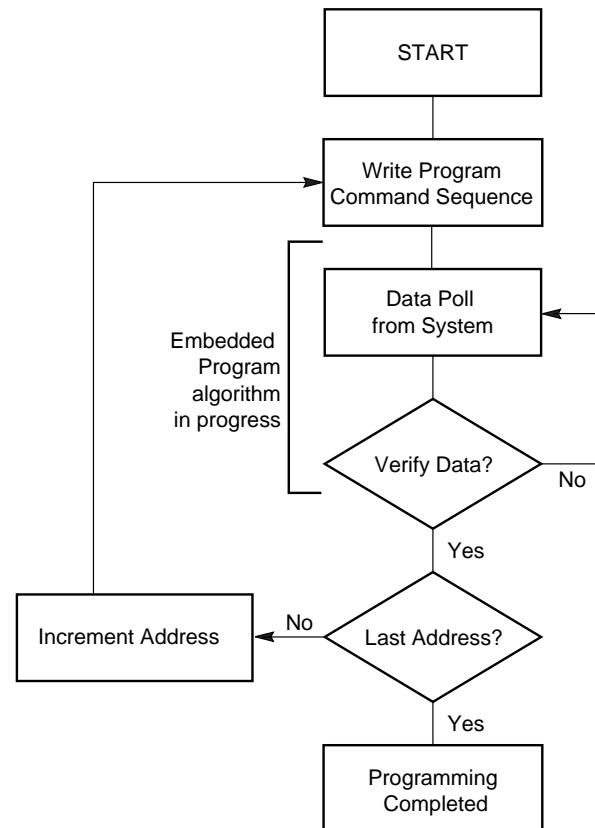 START
Write Program
Command Sequence
Data Poll
from System
Embedded
Program
algorithm
in progress
Verify Data?
No
Yes
Increment Address
No
Last Address?
Yes
Programming
Completed